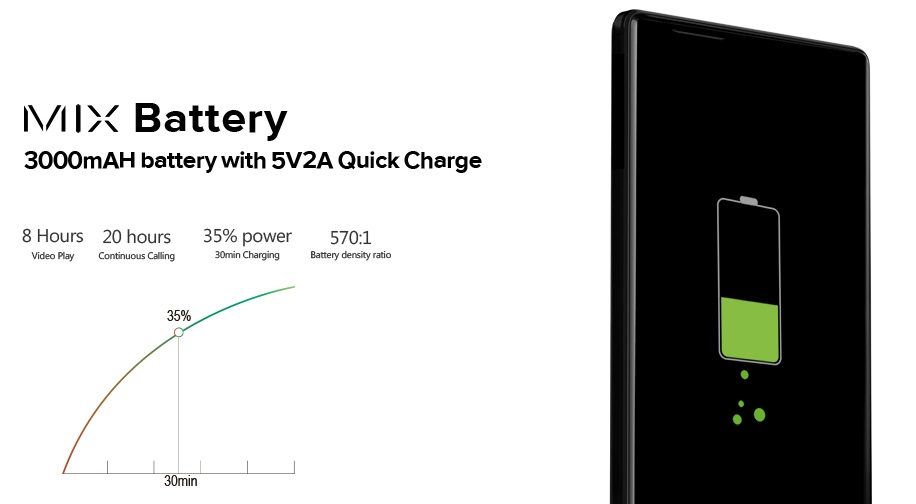 MIX Battery
3000mAH battery with 5V2A Quick Charge
8 Hours 20 hours 35% power 570:1
Video Play Continuous Calling 30min Charging Battery density ratio
35%
30min